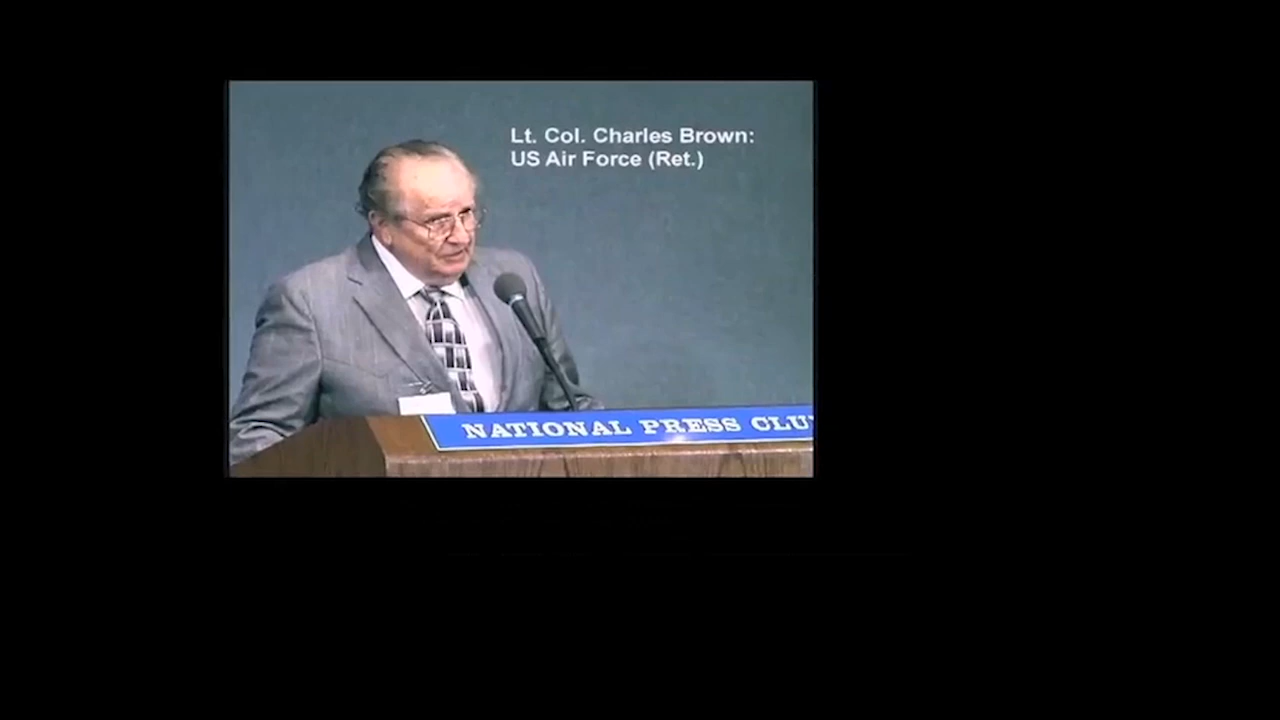 Lt. Col. Charles Brown:
US Air Force (Ret.)
NATIONAL PRESS CLU